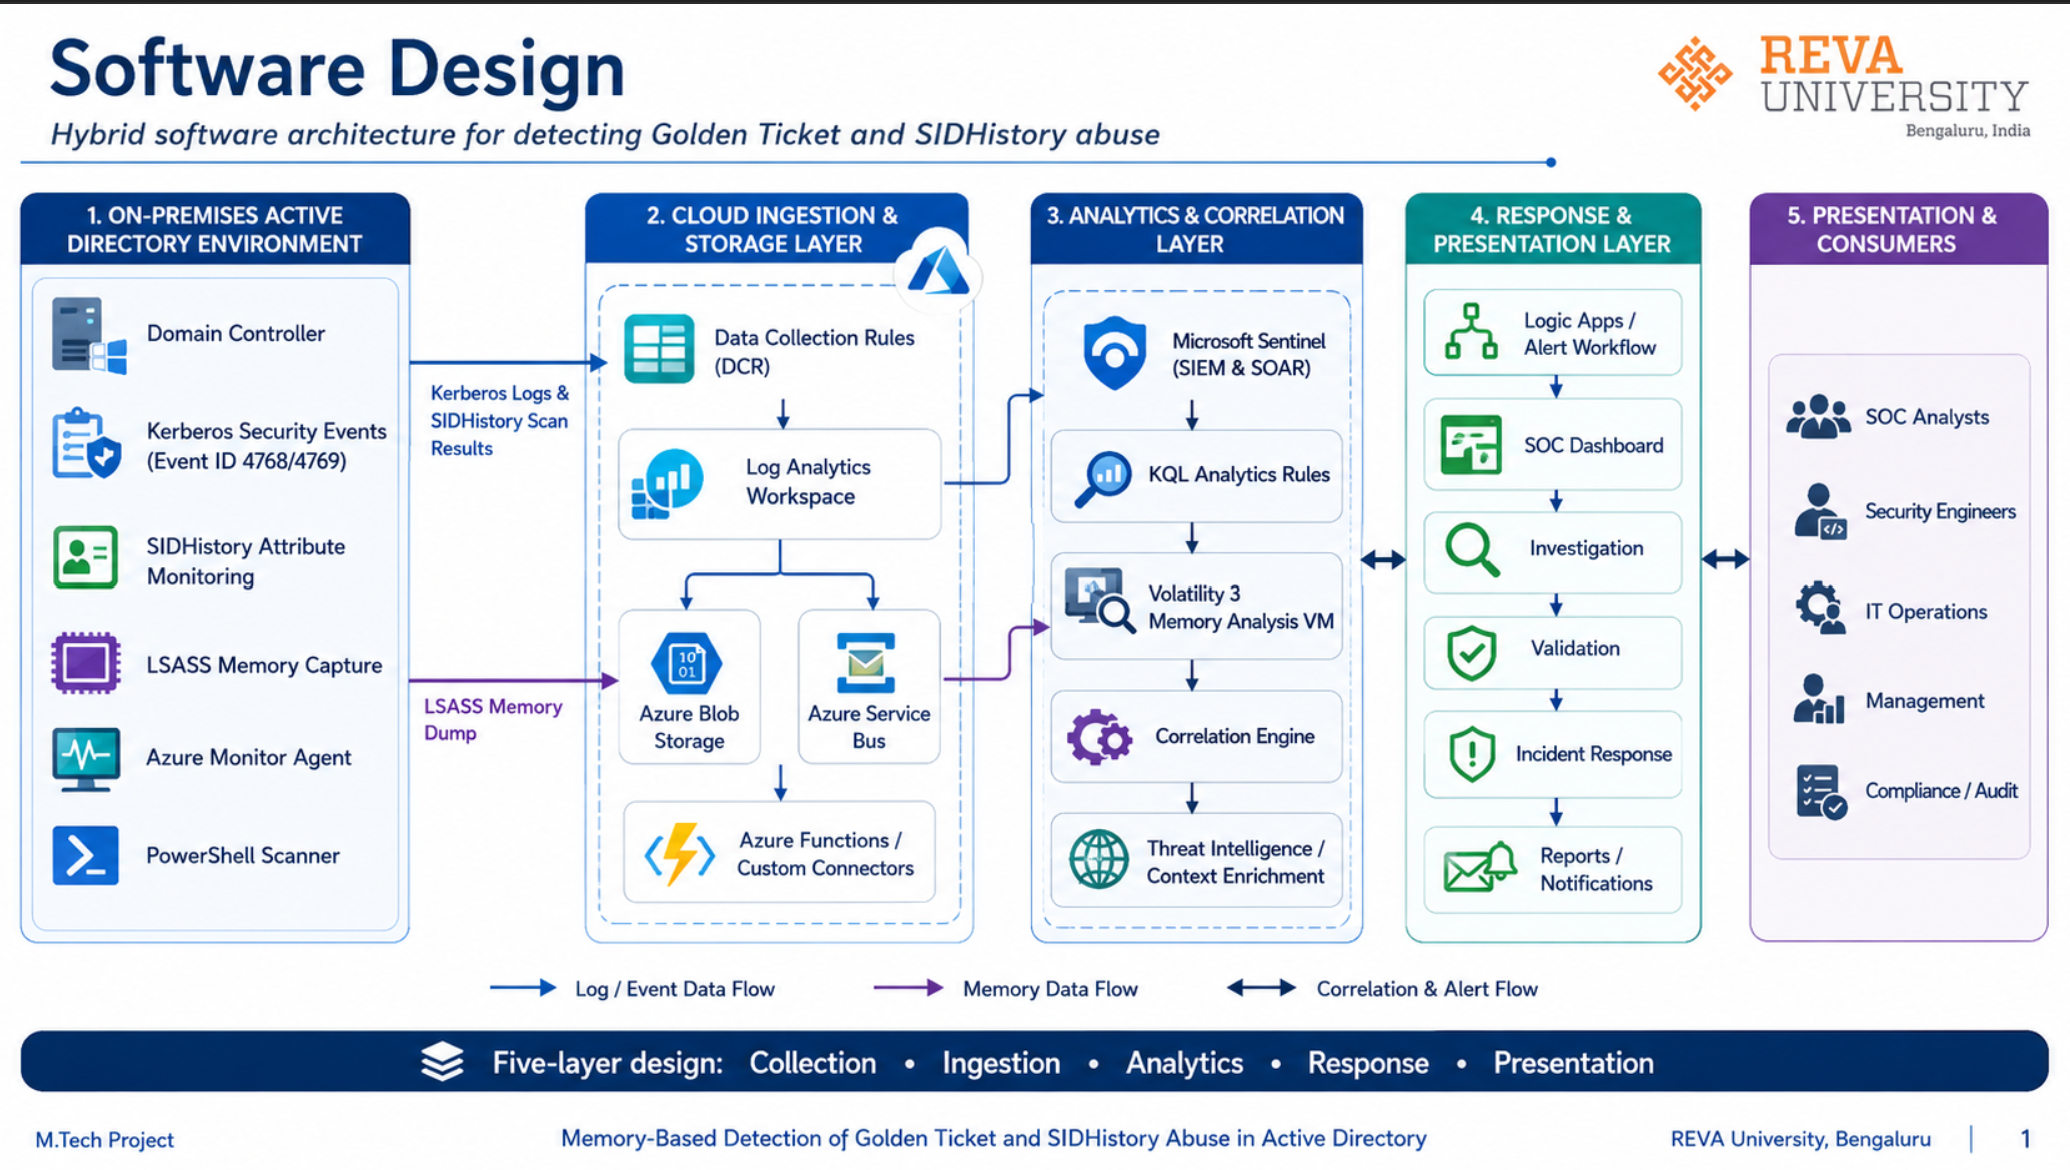 Software Design
Hybrid software architecture for detecting Golden Ticket and SIDHistory abuse
REVA
UNIVERSITY
Bengaluru, India
1. ON-PREMISES ACTIVE
DIRECTORY ENVIRONMENT
Domain Controller
Kerberos Security Events
(Event ID 4768/4769)
SIDHistory Attribute
Monitoring
LSASS Memory Capture
Azure Monitor Agent
PowerShell Scanner
Kerberos Logs &
SIDHistory Scan
Results
LSASS Memory
Dump
2. CLOUD INGESTION &
STORAGE LAYER
Data Collection Rules
(DCR)
Log Analytics
Workspace
10
01
Azure Blob
Storage
Azure Service
Bus
Azure Functions /
Custom Connectors
3. ANALYTICS & CORRELATION
LAYER
Microsoft Sentinel
(SIEM & SOAR)
KQL Analytics Rules
Volatility 3
Memory Analysis VM
Correlation Engine
Threat Intelligence /
Context Enrichment
4. RESPONSE &
PRESENTATION LAYER
Logic Apps /
Alert Workflow
SOC Dashboard
Investigation
Validation
Incident Response
Reports /
Notifications
5. PRESENTATION &
CONSUMERS
SOC Analysts
</>
Security Engineers
IT Operations
Management
Compliance / Audit
Log / Event Data Flow
Memory Data Flow
Correlation & Alert Flow
Five-layer design: Collection • Ingestion • Analytics • Response • Presentation
M.Tech Project
Memory-Based Detection of Golden Ticket and SIDHistory Abuse in Active Directory
REVA University, Bengaluru | 1